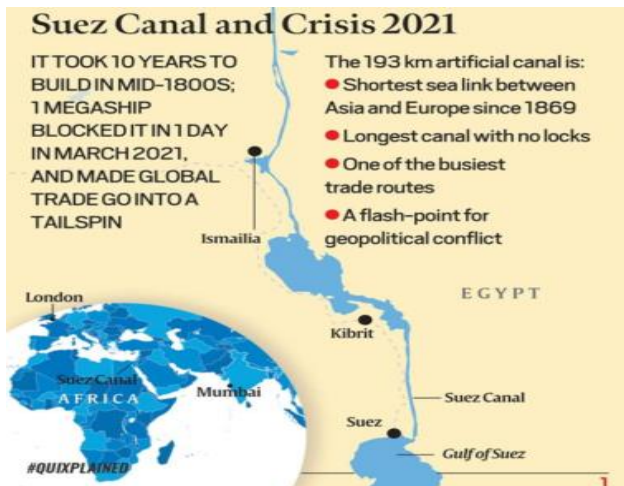 Suez Canal and Crisis 2021
IT TOOK 10 YEARS TO
BUILD IN MID-1800S;
1 MEGASHIP
BLOCKED IT IN 1 DAY
IN MARCH 2021,
AND MADE GLOBAL
TRADE GO INTO A
TAILSPIN
The 193 km artificial canal is:
● Shortest sea link between
Asia and Europe since 1869
● Longest canal with no locks
● One of the busiest
trade routes
● A flash-point for
geopolitical conflict
Ismailia
EGYPT
London
Kibrit
Suez Canal
AFRICA
Mumbai
Suez Canal
Suez
Gulf of Suez
#QUIXPLAINED
1